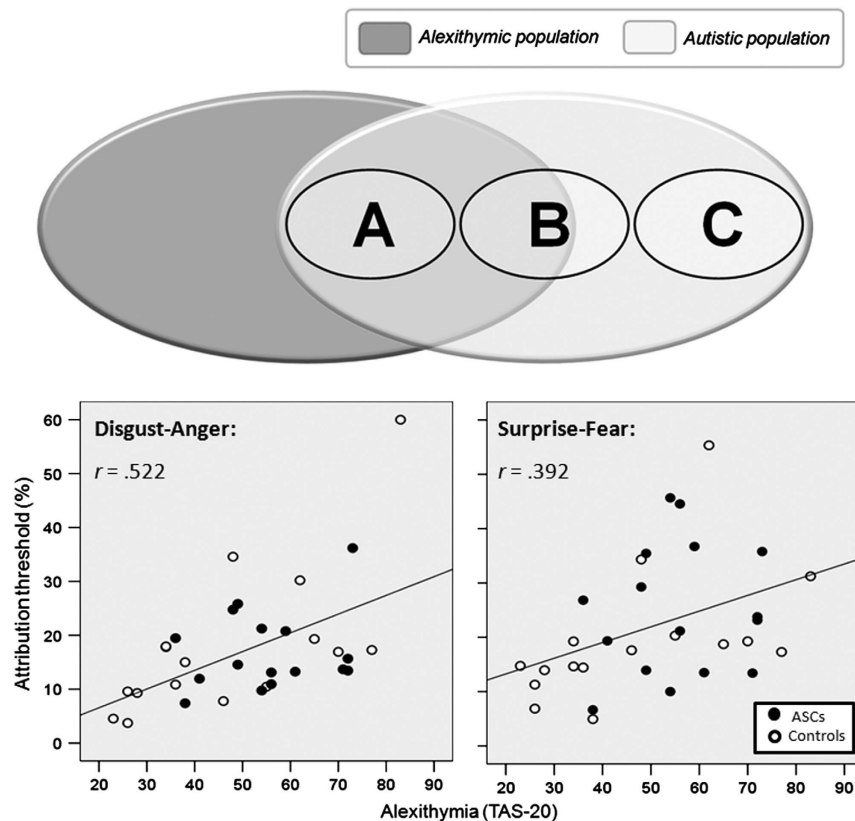 Alexithymic population Autistic population
A B C
Disgust-Anger:
r = .522
Surprise-Fear:
r = .392
Attribution threshold (%)
60
50
40
30
20
10
0
ASCs
Controls
20 30 40 50 60 70 80 90
20 30 40 50 60 70 80 90
Alexithymia (TAS-20)